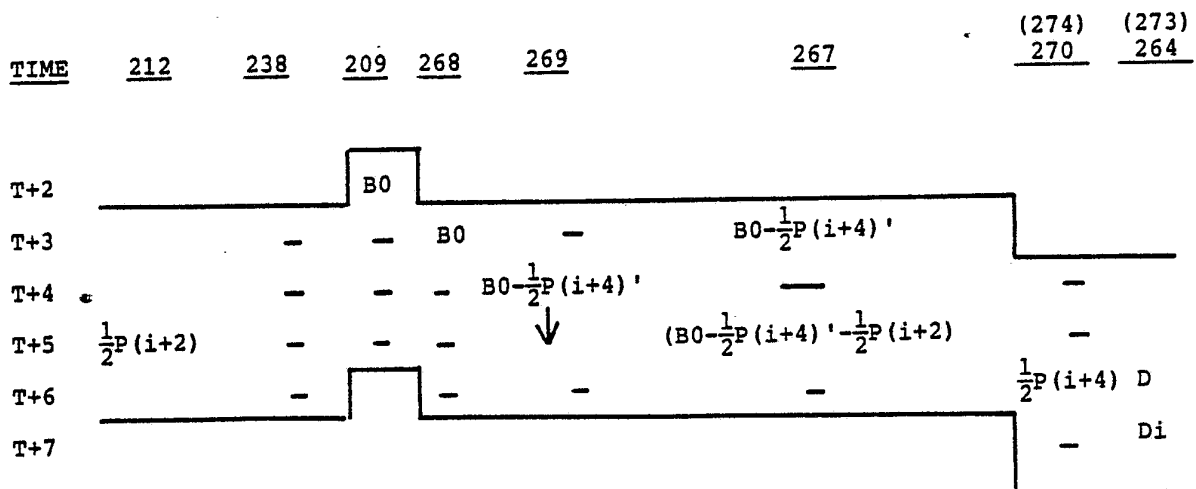 (274) (273)
TIME 212 238 209 268 269 267 270 264
T+2 B0
T+3 — — B0 — B0-½P(i+4)'
T+4 — — — B0-½P(i+4)' — —
T+5 ½P(i+2) — — — (B0-½P(i+4)'-½P(i+2) —
T+6 — — — — ½P(i+4) D
T+7 — Di